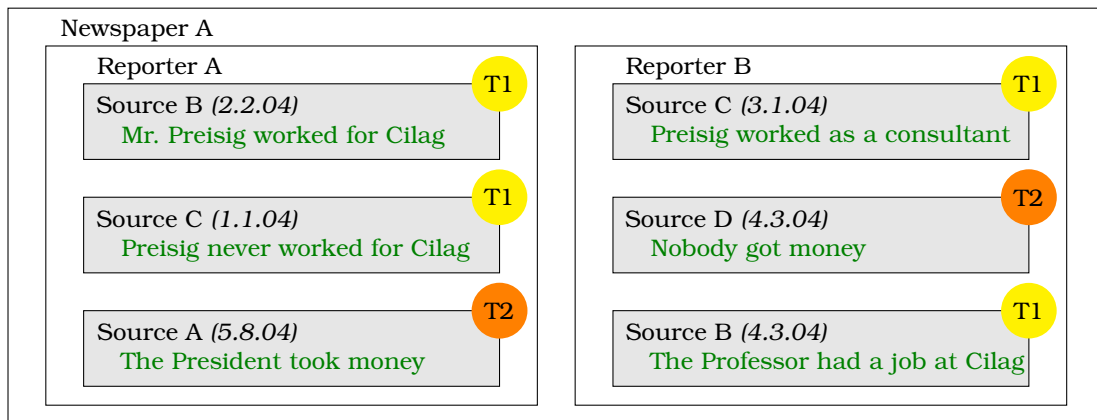 Newspaper A
Reporter A
T1
Source B (2.2.04)
Mr. Preisig worked for Cilag
T1
Source C (1.1.04)
Preisig never worked for Cilag
T2
Source A (5.8.04)
The President took money
Reporter B
T1
Source C (3.1.04)
Preisig worked as a consultant
T2
Source D (4.3.04)
Nobody got money
T1
Source B (4.3.04)
The Professor had a job at Cilag